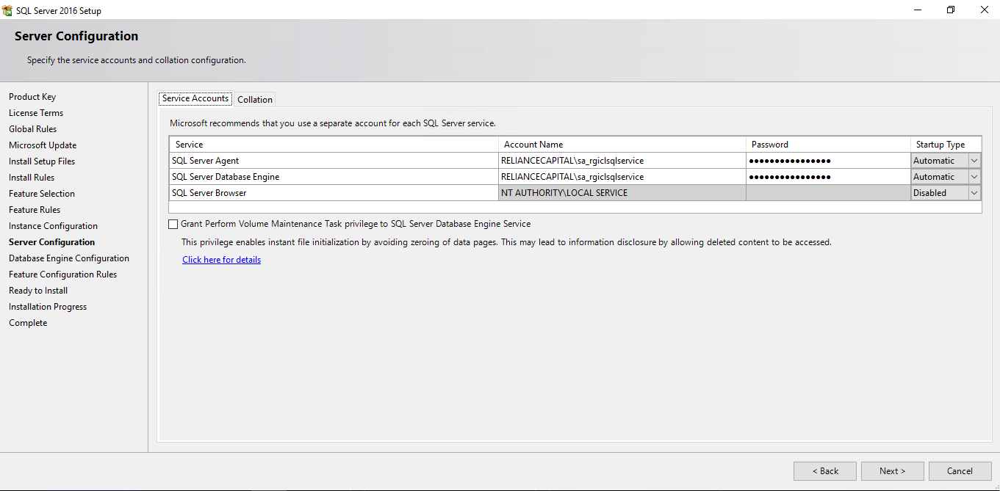 SQL Server 2016 Setup
Server Configuration
Specify the service accounts and collation configuration.
Product Key
License Terms
Global Rules
Microsoft Update
Install Setup Files
Install Rules
Feature Selection
Feature Rules
Instance Configuration
Server Configuration
Database Engine Configuration
Feature Configuration Rules
Ready to Install
Installation Progress
Complete
Service Accounts Collation
Microsoft recommends that you use a separate account for each SQL Server service.
Service Account Name Password Startup Type
SQL Server Agent RELIANCECAPITAL\sa_rgiclsqlservice ●●●●●●●●●●●●●●●● Automatic
SQL Server Database Engine RELIANCECAPITAL\sa_rgiclsqlservice ●●●●●●●●●●●●●●●● Automatic
SQL Server Browser NT AUTHORITY\LOCAL SERVICE Disabled
Grant Perform Volume Maintenance Task privilege to SQL Server Database Engine Service
This privilege enables instant file initialization by avoiding zeroing of data pages. This may lead to information disclosure by allowing deleted content to be accessed.
Click here for details
< Back Next > Cancel